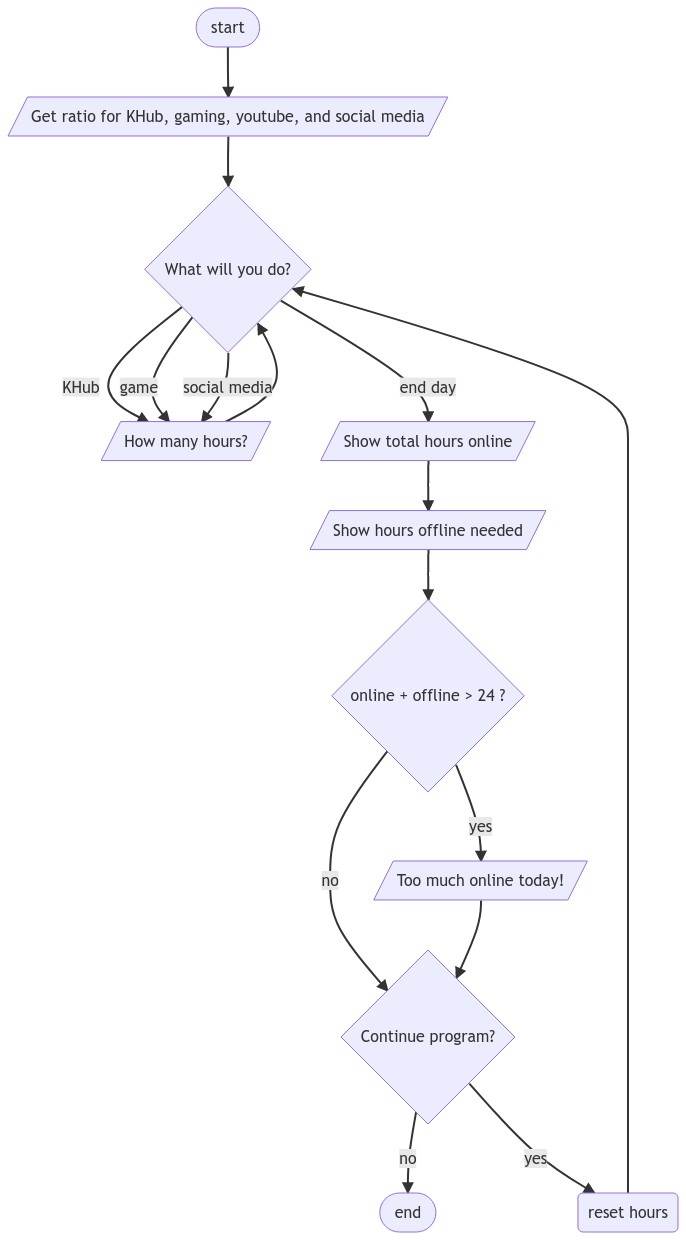 start
Get ratio for KHub, gaming, youtube, and social media
What will you do?
KHub
game
social media
end day
How many hours?
Show total hours online
Show hours offline needed
online + offline > 24 ?
yes
no
Too much online today!
Continue program?
no
yes
end
reset hours